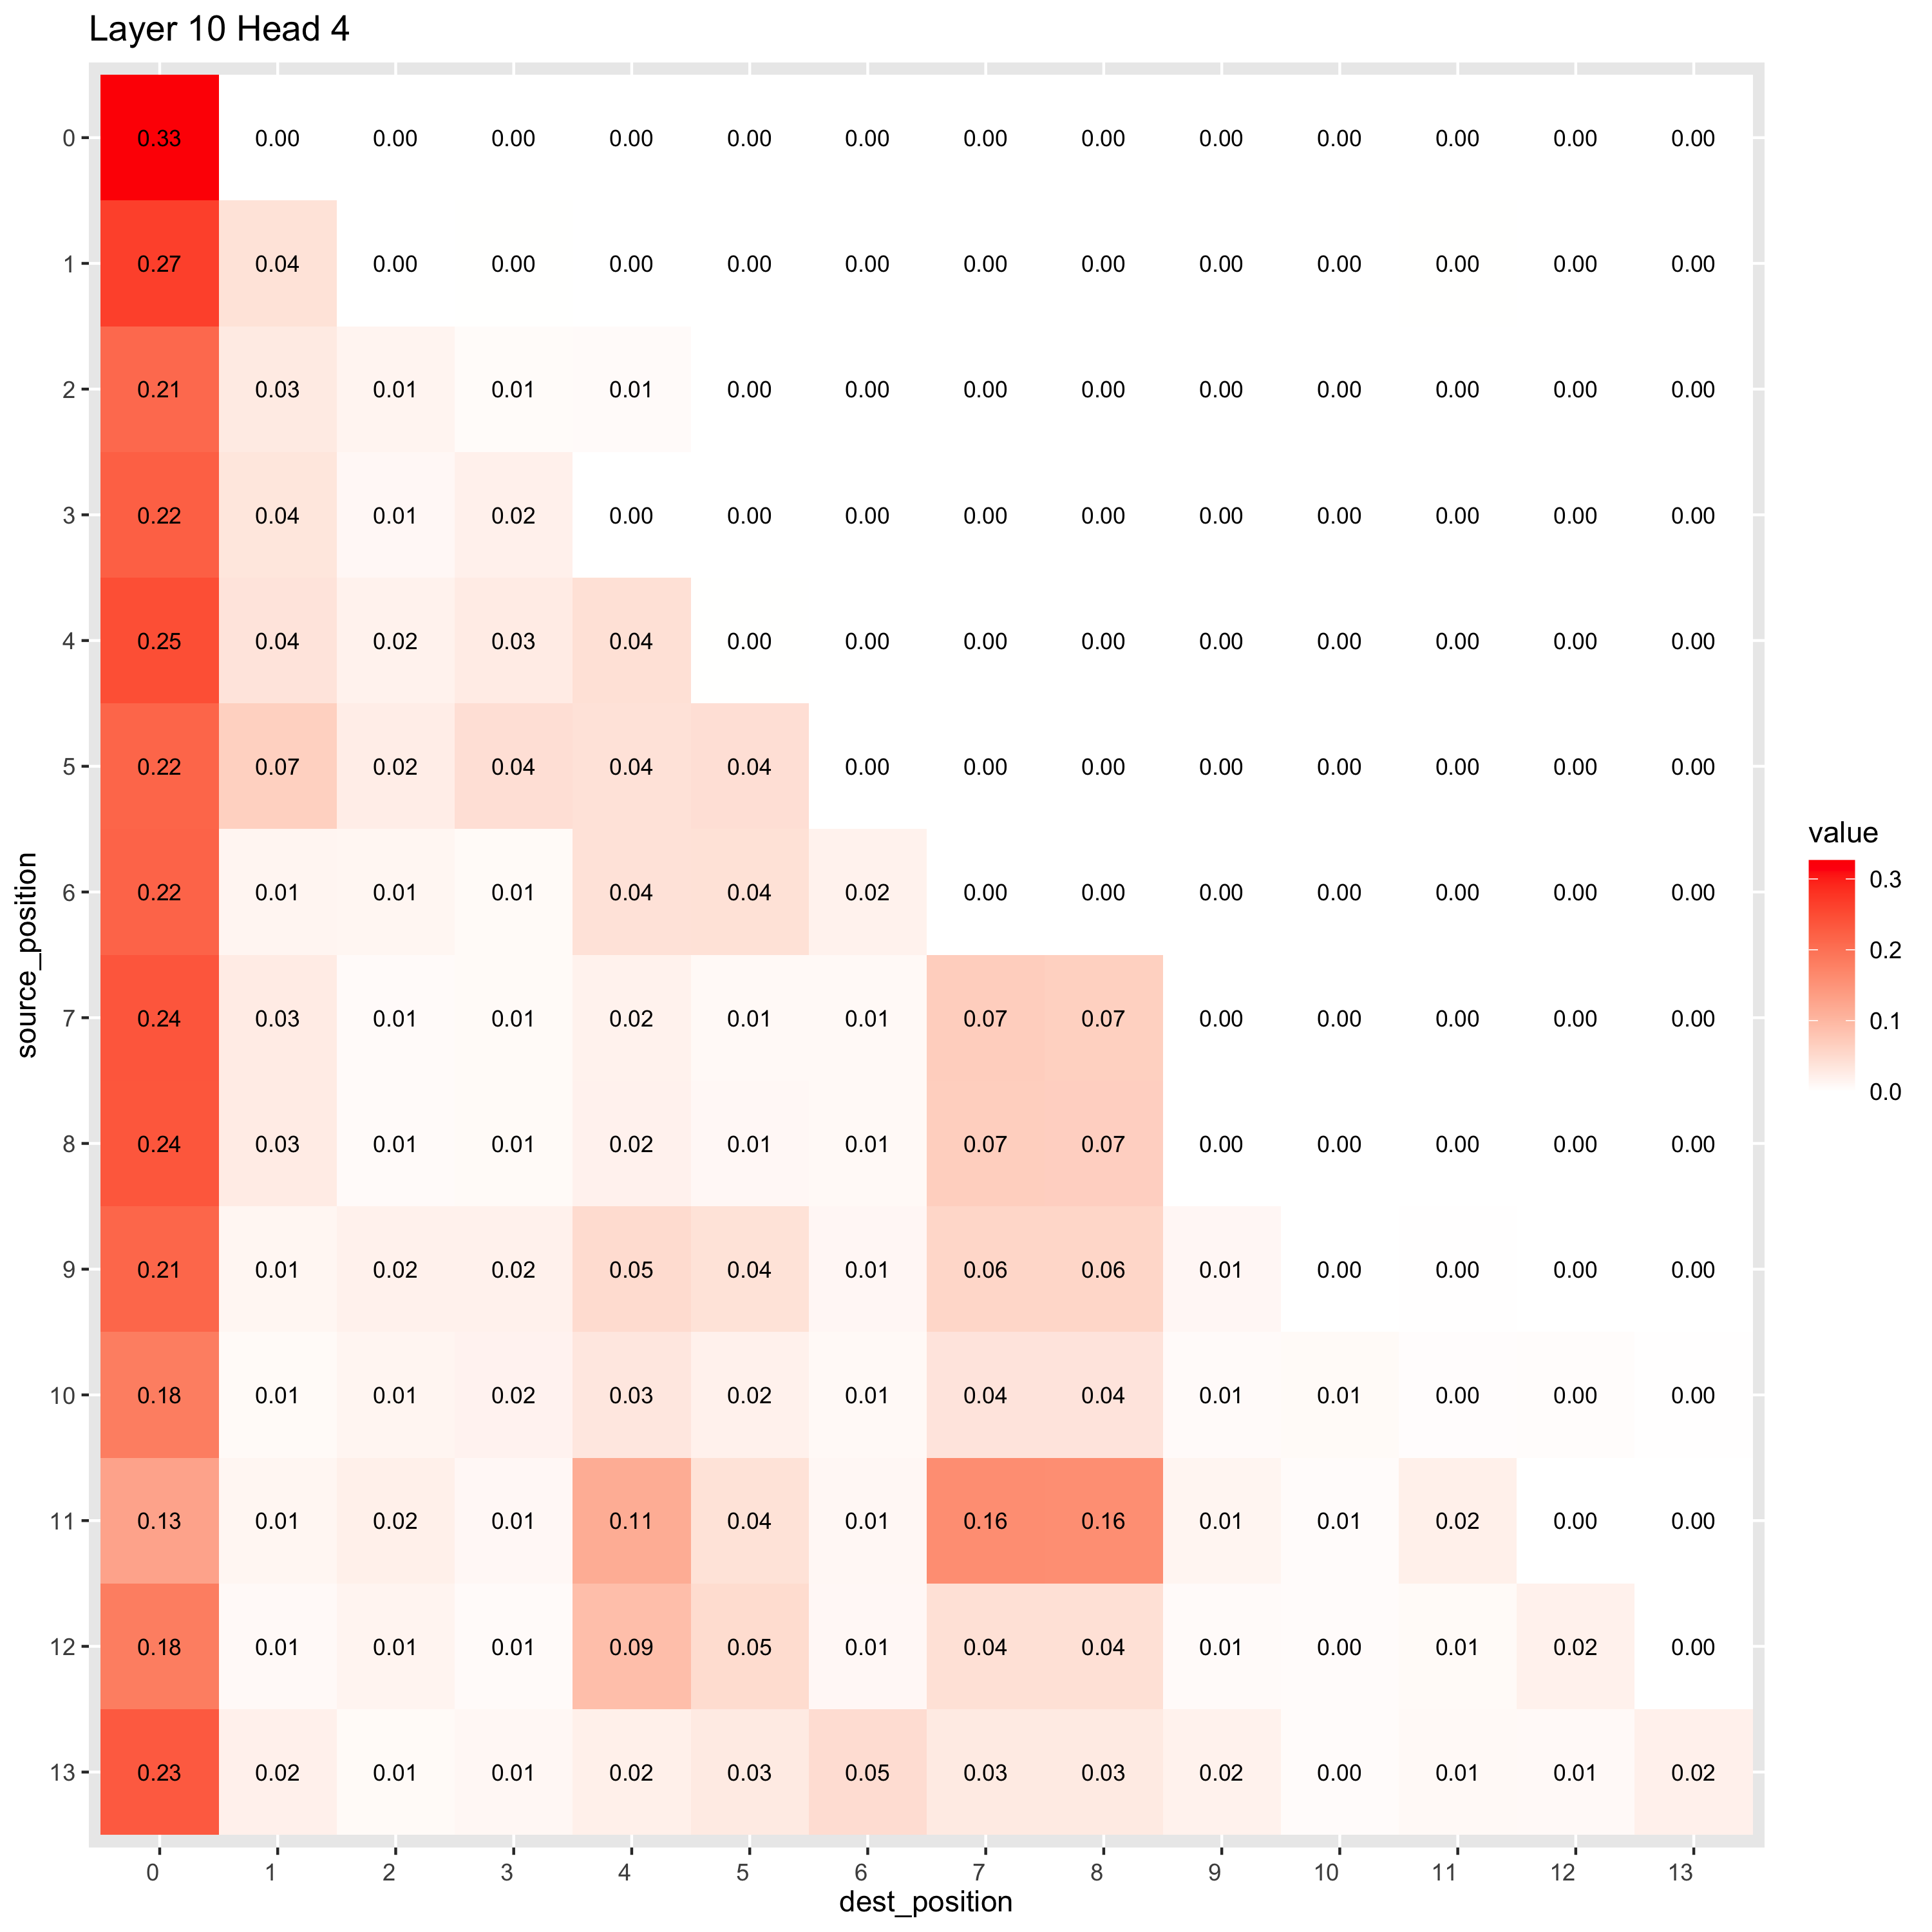 Layer 10 Head 4
0 0.33 0.00 0.00 0.00 0.00 0.00 0.00 0.00 0.00 0.00 0.00 0.00 0.00 0.00
1 0.27 0.04 0.00 0.00 0.00 0.00 0.00 0.00 0.00 0.00 0.00 0.00 0.00 0.00
2 0.21 0.03 0.01 0.01 0.01 0.00 0.00 0.00 0.00 0.00 0.00 0.00 0.00 0.00
3 0.22 0.04 0.01 0.02 0.00 0.00 0.00 0.00 0.00 0.00 0.00 0.00 0.00 0.00
4 0.25 0.04 0.02 0.03 0.04 0.00 0.00 0.00 0.00 0.00 0.00 0.00 0.00 0.00
5 0.22 0.07 0.02 0.04 0.04 0.04 0.00 0.00 0.00 0.00 0.00 0.00 0.00 0.00
6 0.22 0.01 0.01 0.01 0.04 0.04 0.02 0.00 0.00 0.00 0.00 0.00 0.00 0.00
7 0.24 0.03 0.01 0.01 0.02 0.01 0.01 0.07 0.07 0.00 0.00 0.00 0.00 0.00
8 0.24 0.03 0.01 0.01 0.02 0.01 0.01 0.07 0.07 0.00 0.00 0.00 0.00 0.00
9 0.21 0.01 0.02 0.02 0.05 0.04 0.01 0.06 0.06 0.01 0.00 0.00 0.00 0.00
10 0.18 0.01 0.01 0.02 0.03 0.02 0.01 0.04 0.04 0.01 0.01 0.00 0.00 0.00
11 0.13 0.01 0.02 0.01 0.11 0.04 0.01 0.16 0.16 0.01 0.01 0.02 0.00 0.00
12 0.18 0.01 0.01 0.01 0.09 0.05 0.01 0.04 0.04 0.01 0.00 0.01 0.02 0.00
13 0.23 0.02 0.01 0.01 0.02 0.03 0.05 0.03 0.03 0.02 0.00 0.01 0.01 0.02
0 1 2 3 4 5 6 7 8 9 10 11 12 13
dest_position
source_position
value
0.3
0.2
0.1
0.0